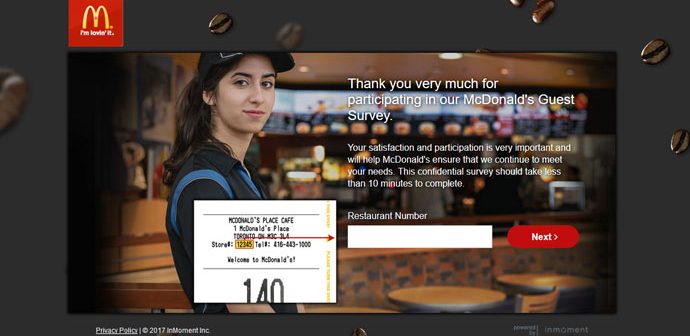 M
i'm lovin' it.
Thank you very much for
participating in our McDonald's Guest
Survey.
Your satisfaction and participation is very important and
will help McDonald's ensure that we continue to meet
your needs. This confidential survey should take less
than 10 minutes to complete.
Restaurant Number
Next >
MCDONALD'S PLACE CAFE
1 McDonald's Place
TORONTO ON M3C 3L4
Store#: 12345 Tel#: 416-443-1000
Welcome to McDonald's!
140
Privacy Policy | © 2017 InMoment Inc.
powered
by
inmoment